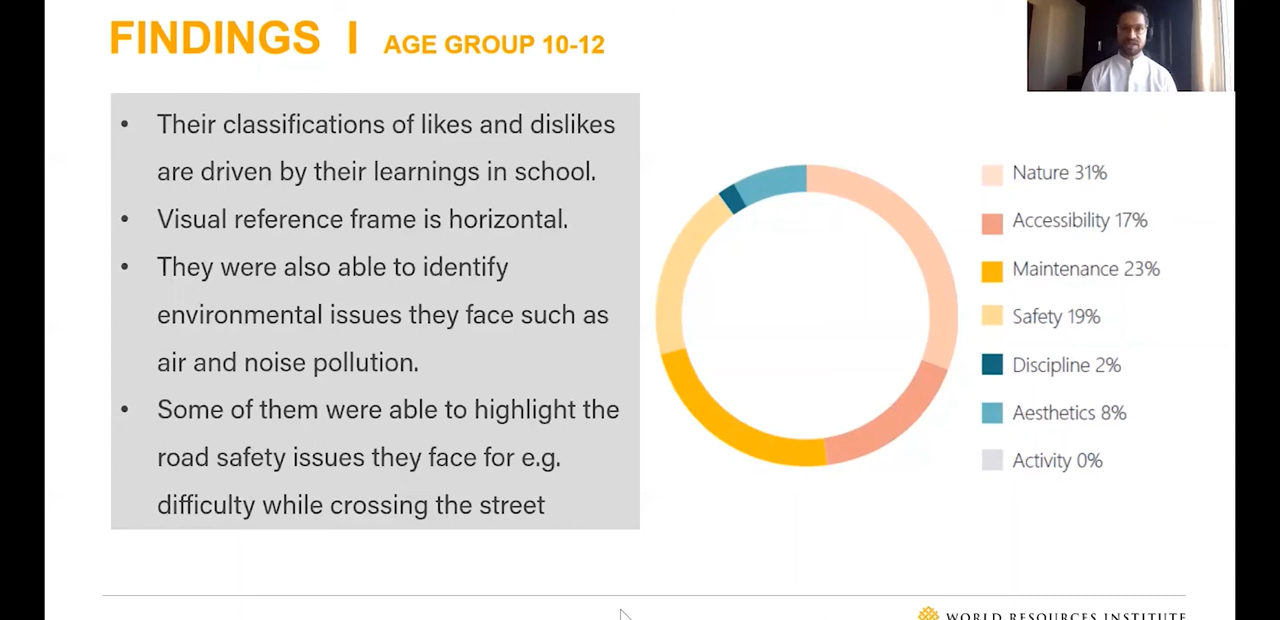 FINDINGS I AGE GROUP 10-12
• Their classifications of likes and dislikes
are driven by their learnings in school.
• Visual reference frame is horizontal.
• They were also able to identify
environmental issues they face such as
air and noise pollution.
• Some of them were able to highlight the
road safety issues they face for e.g.
difficulty while crossing the street
Nature 31%
Accessibility 17%
Maintenance 23%
Safety 19%
Discipline 2%
Aesthetics 8%
Activity 0%
WORLD RESOURCES INSTITUTE